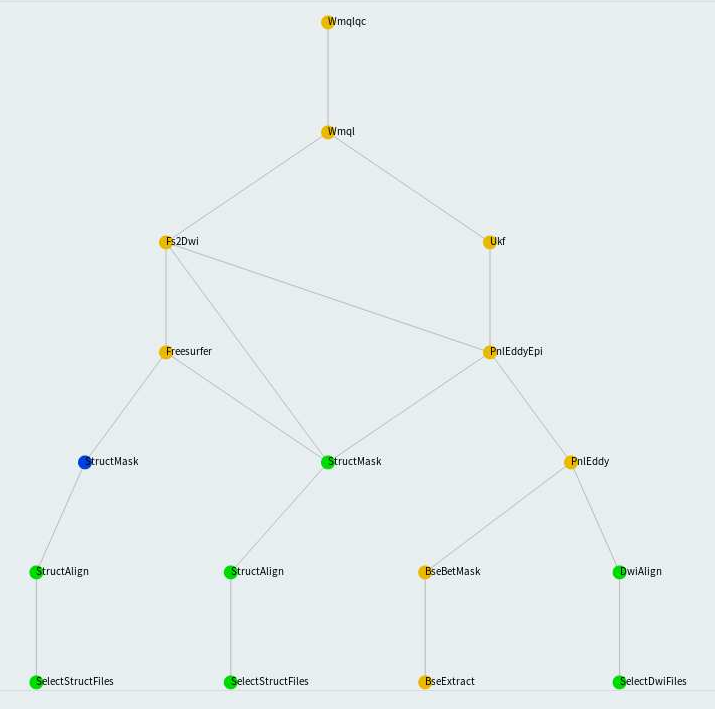 Wmqlqc
Wmql
Fs2Dwi
Ukf
Freesurfer
PnlEddyEpi
StructMask
StructMask
PnlEddy
StructAlign
StructAlign
BseBetMask
DwiAlign
SelectStructFiles
SelectStructFiles
BseExtract
SelectDwiFiles